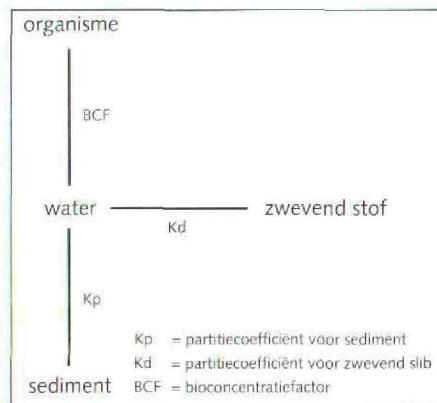 organisme
BCF
water
zwevend stof
Kd
Kp
Kp = partitiecoefficiënt voor sediment
Kd = partitiecoefficiënt voor zwevend slib
sediment
BCF = bioconcentratiefactor